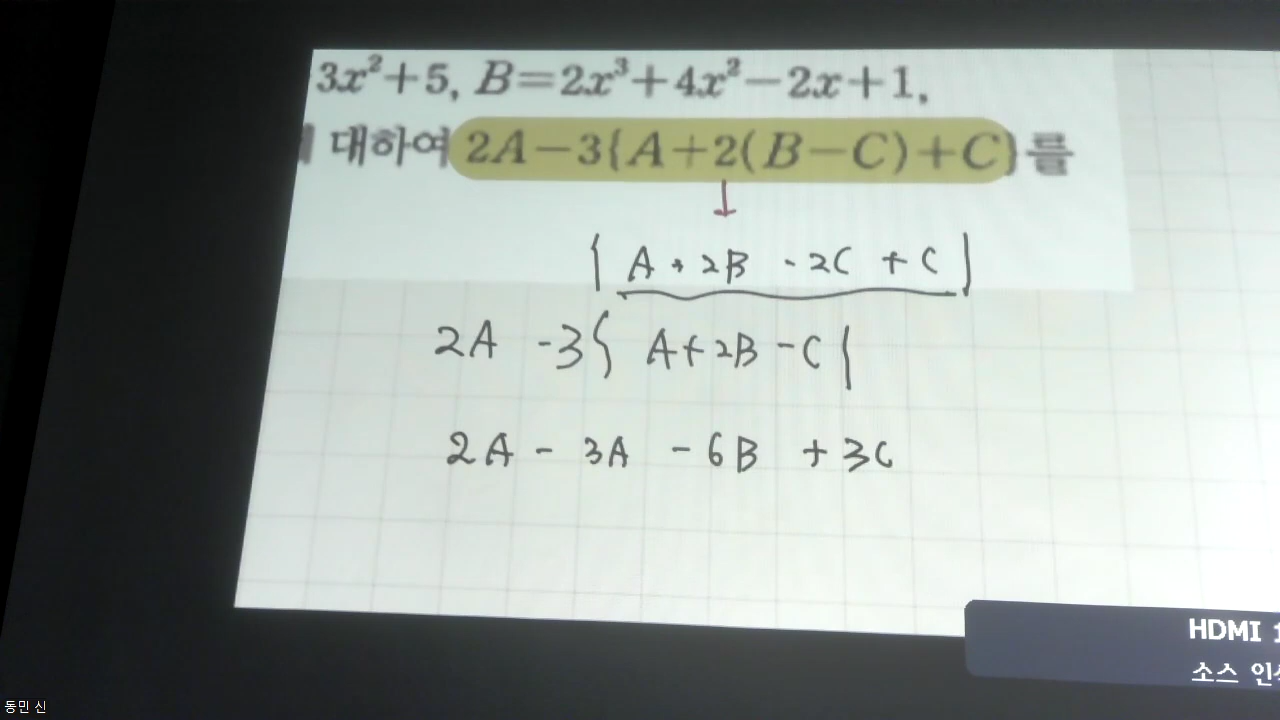 3x²+5, B=2x³+4x²−2x+1,
대하여 2A−3{A+2(B−C)+C}를
{ A+2B -2C +C }
2A -3{ A+2B -C }
2A - 3A - 6B + 3C
HDMI
소스
동민 신